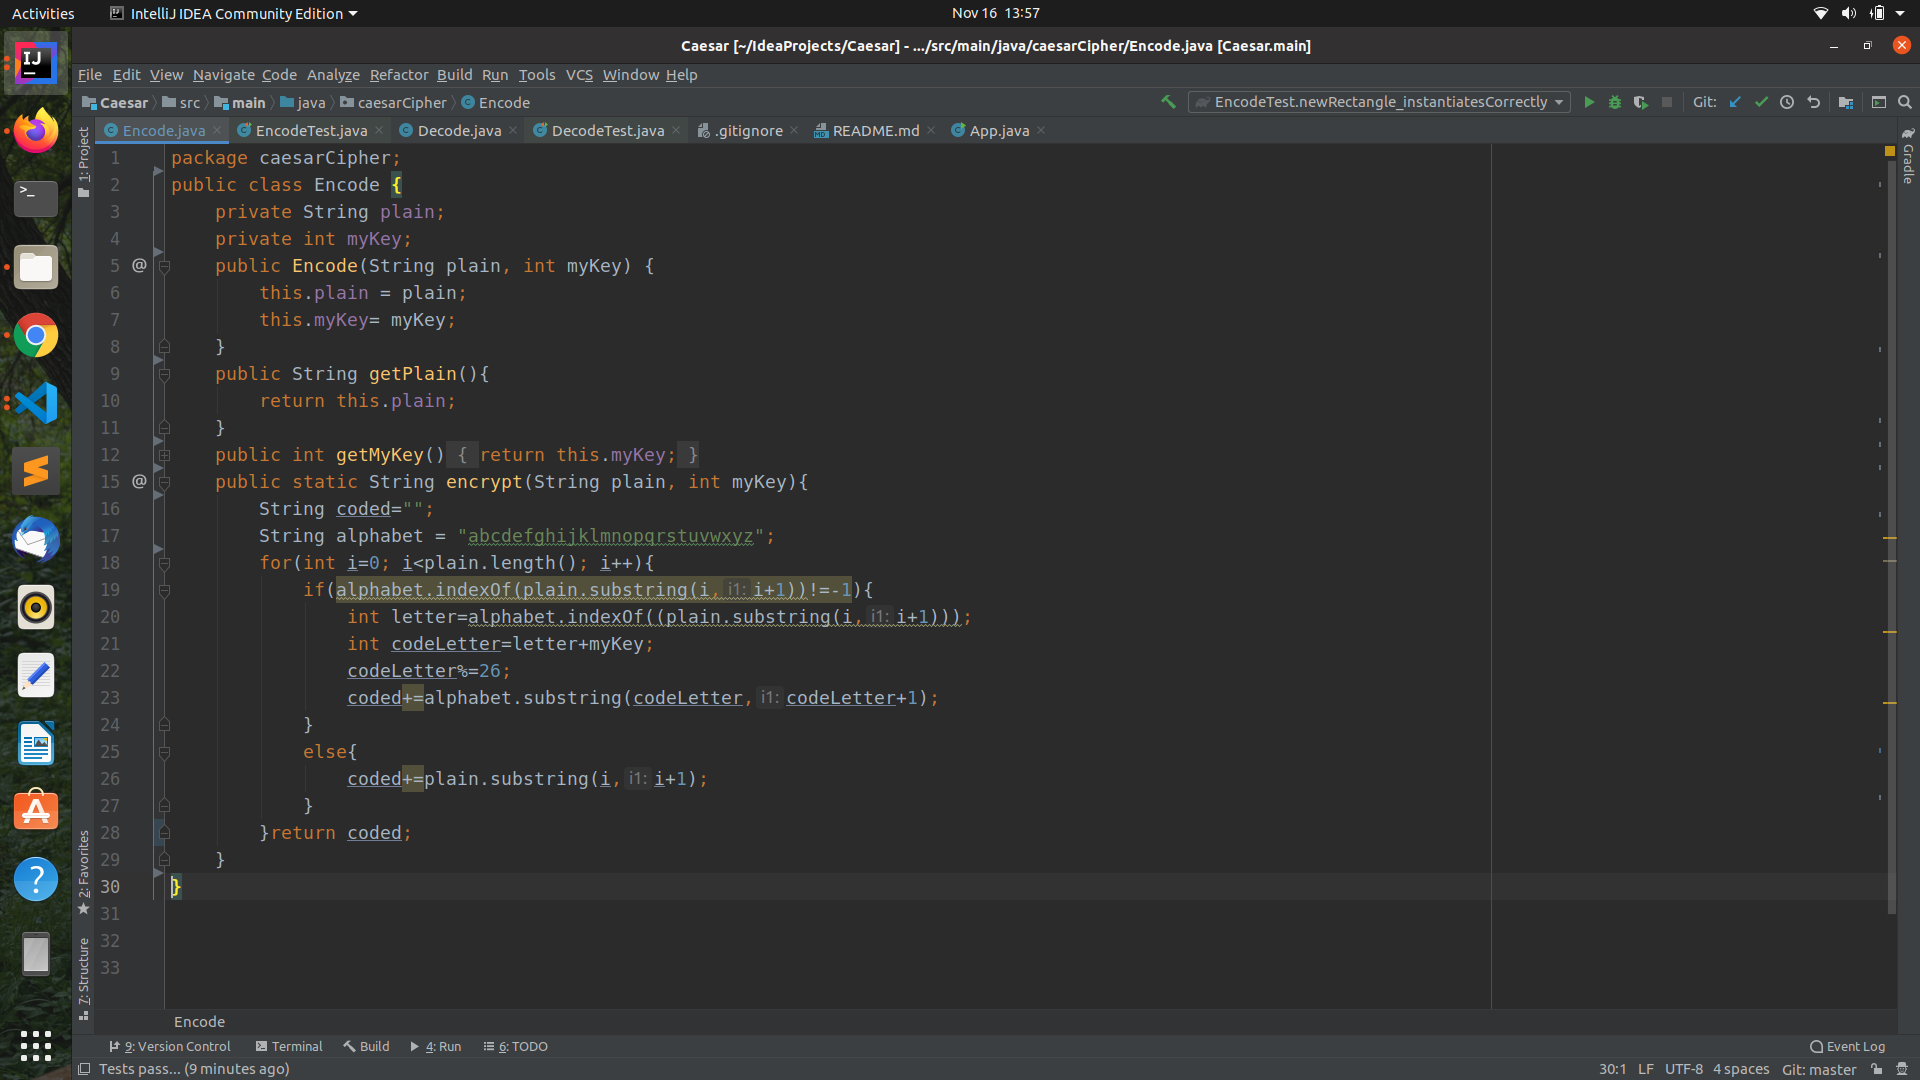 Activities IntelliJ IDEA Community Edition Nov 16 13:57
Caesar [~/IdeaProjects/Caesar] - .../src/main/java/caesarCipher/Encode.java [Caesar.main]
File Edit View Navigate Code Analyze Refactor Build Run Tools VCS Window Help
Caesar src main java caesarCipher Encode EncodeTest.newRectangle_instantiatesCorrectly Git:
Encode.java EncodeTest.java Decode.java DecodeTest.java .gitignore README.md App.java
1: Project
Gradle
1 package caesarCipher;
2 public class Encode {
3 private String plain;
4 private int myKey;
5 @ public Encode(String plain, int myKey) {
6 this.plain = plain;
7 this.myKey= myKey;
8 }
9 public String getPlain(){
10 return this.plain;
11 }
12 public int getMyKey() { return this.myKey; }
15 @ public static String encrypt(String plain, int myKey){
16 String coded="";
17 String alphabet = "abcdefghijklmnopqrstuvwxyz";
18 for(int i=0; i<plain.length(); i++){
19 if(alphabet.indexOf(plain.substring(i, i1: i+1))!=-1){
20 int letter=alphabet.indexOf((plain.substring(i, i1: i+1)));
21 int codeLetter=letter+myKey;
22 codeLetter%=26;
23 coded+=alphabet.substring(codeLetter, i1: codeLetter+1);
24 }
25 else{
26 coded+=plain.substring(i, i1: i+1);
27 }
28 }return coded;
29 }
30 }
31
32
33
2: Favorites
7: Structure
Encode
9: Version Control Terminal Build 4: Run 6: TODO Event Log
Tests pass... (9 minutes ago) 30:1 LF UTF-8 4 spaces Git: master